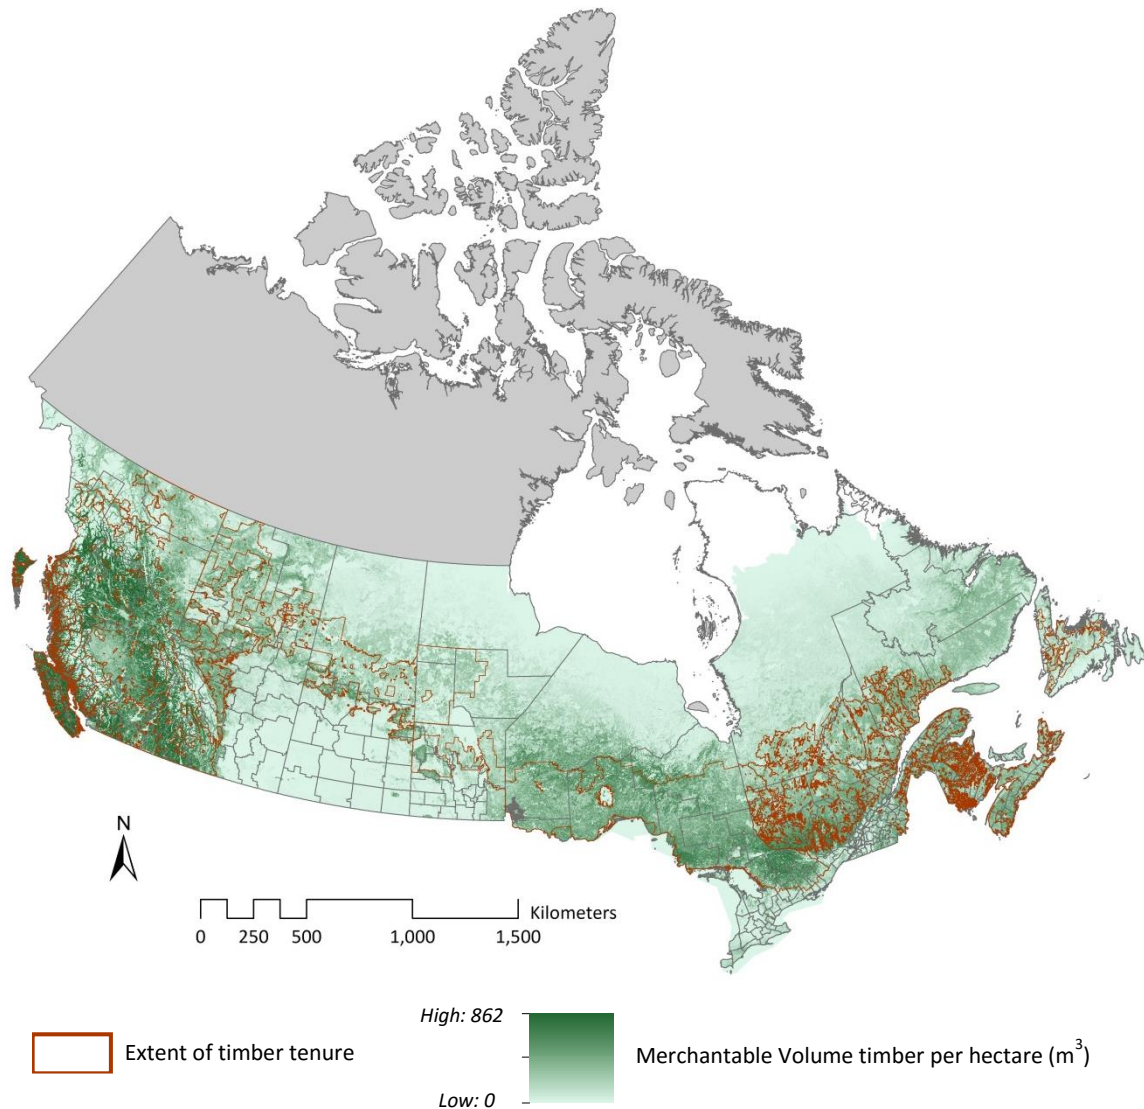 N
Kilometers
0 250 500 1,000 1,500
High: 862
Extent of timber tenure
Merchantable Volume timber per hectare (m³)
Low: 0